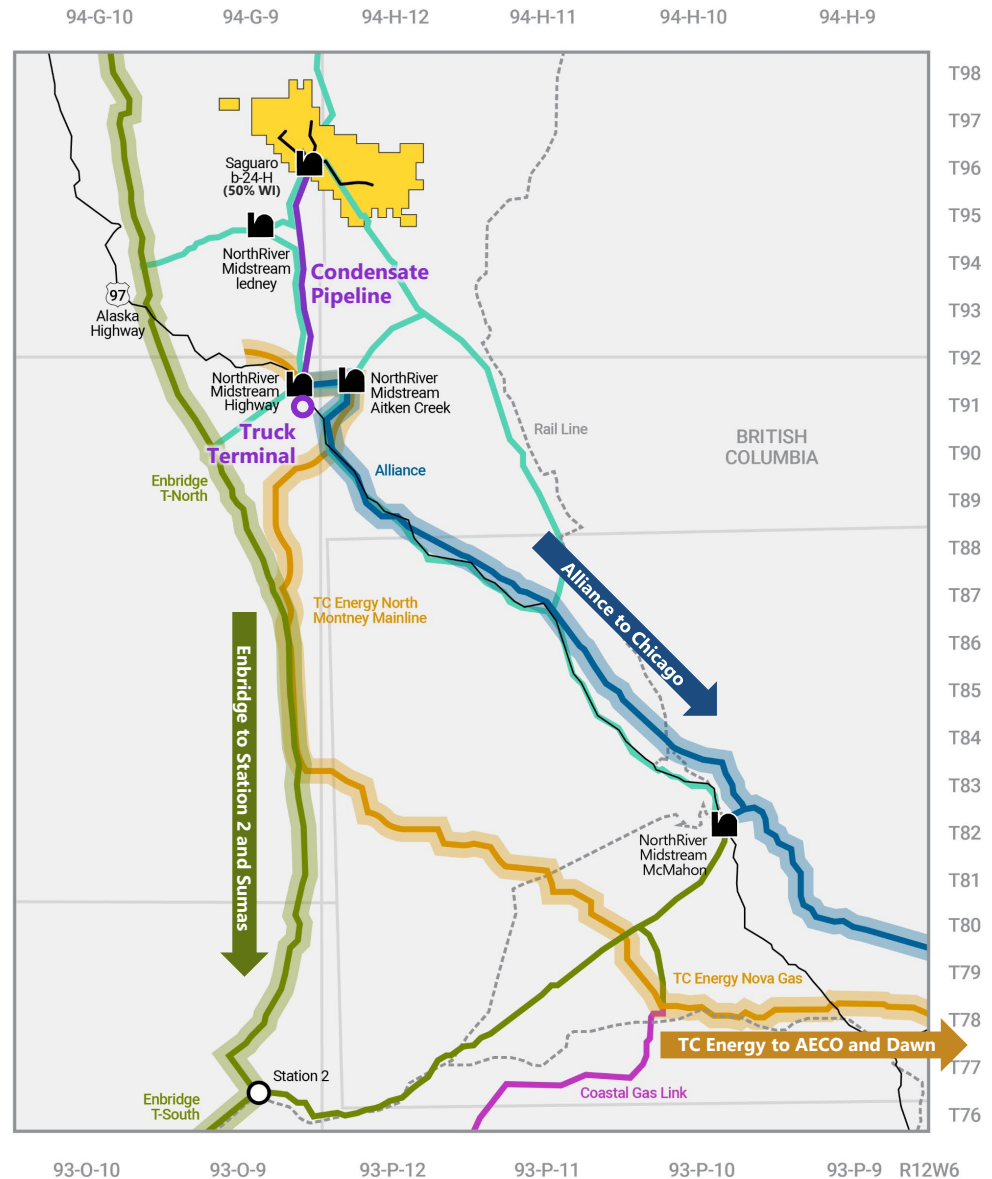 94-G-10
94-G-9
94-H-12
94-H-11
94-H-10
94-H-9
T98
T97
T96
T95
T94
T93
T92
T91
T90
T89
T88
T87
T86
T85
T84
T83
T82
T81
T80
T79
T78
T77
T76
Saguaro
b-24-H
(50% WI)
NorthRiver
Midstream
Jedney
Condensate
Pipeline
97
Alaska
Highway
NorthRiver
Midstream
Highway
NorthRiver
Midstream
Aitken Creek
Truck
Terminal
Rail Line
BRITISH
COLUMBIA
Alliance
Enbridge
T-North
TC Energy North
Montney Mainline
Alliance to Chicago
Enbridge to Station 2 and Sumas
NorthRiver
Midstream
McMahon
TC Energy Nova Gas
TC Energy to AECO and Dawn
Station 2
Coastal Gas Link
Enbridge
T-South
93-O-10
93-O-9
93-P-12
93-P-11
93-P-10
93-P-9
R12W6